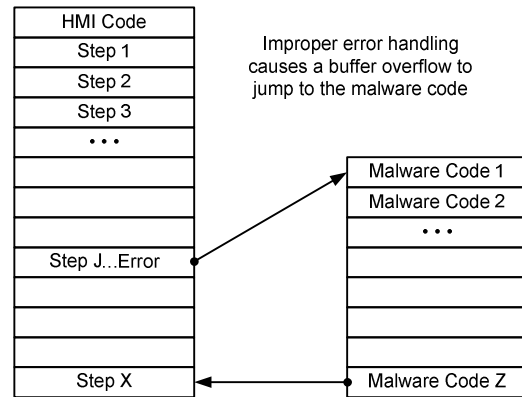 HMI Code
Step 1
Step 2
Step 3
...
Step J...Error
Step X
Improper error handling
causes a buffer overflow to
jump to the malware code
Malware Code 1
Malware Code 2
...
Malware Code Z